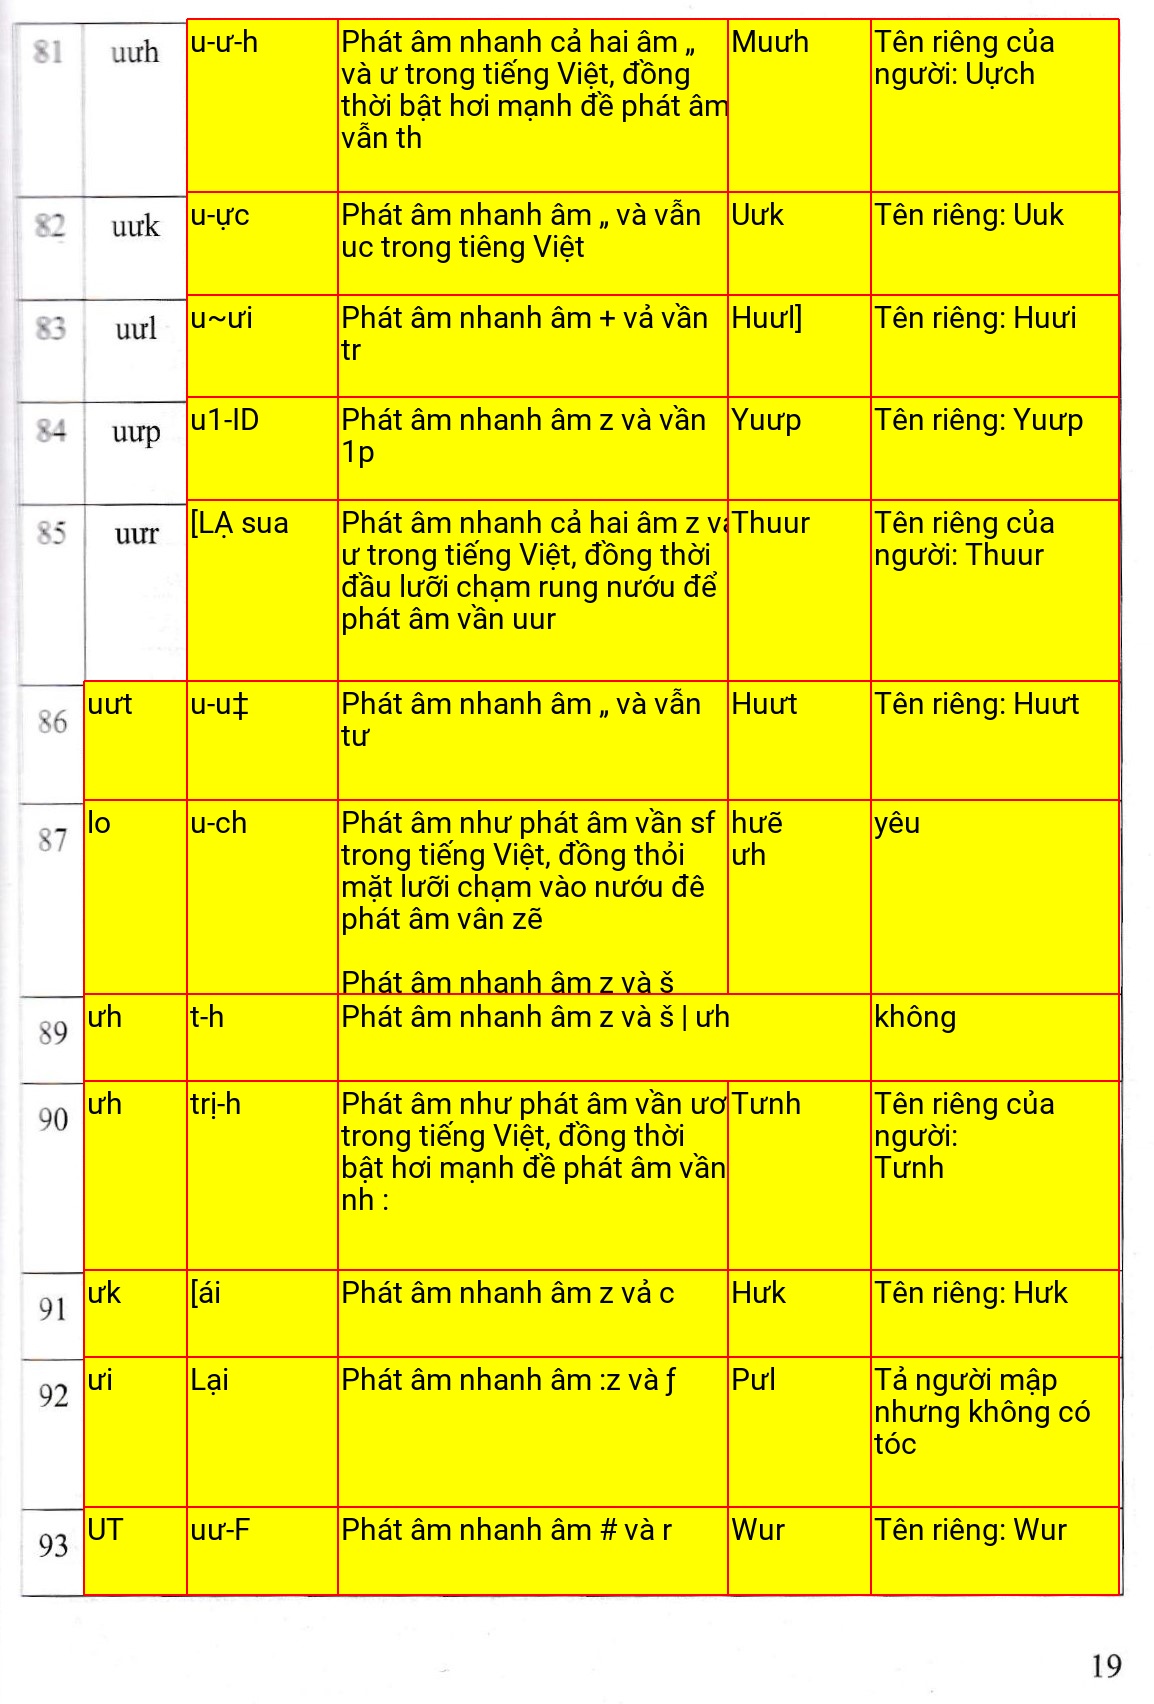 81 uưh u-ư-h Phát âm nhanh cả hai âm „ Muưh Tên riêng của
và ư trong tiếng Việt, đồng người: Uực​h
thời bật hơi mạnh đề phát âm
vẫn th
82 uưk u-ực Phát âm nhanh âm „ và vẫn Uưk Tên riêng: Uuk
uc trong tiêng Việt
83 uưl u~ưi Phát âm nhanh âm + vả vần Huưl] Tên riêng: Huưi
tr
84 uưp u1-ID Phát âm nhanh âm z và vần Yuưp Tên riêng: Yuưp
1p
85 uưr [LẠ sua Phát âm nhanh cả hai âm z và Thuur Tên riêng của
ư trong tiếng Việt, đồng thời người: Thuur
đầu lưỡi chạm rung nướu để
phát âm vần uur
86 uưt u-u‡ Phát âm nhanh âm „ và vẫn Huưt Tên riêng: Huưt
tư
87 lo u-ch Phát âm như phát âm vần sf hưẽ yêu
trong tiếng Việt, đồng thỏi ưh
mặt lưỡi chạm vào nướu đê
phát âm vân zẽ
Phát âm nhanh âm z và š
89 ưh t-h Phát âm nhanh âm z và š | ưh không
90 ưh trị-h Phát âm như phát âm vần ươ Tưnh Tên riêng của
trong tiếng Việt, đồng thời người:
bật hơi mạnh đề phát âm vần Tưnh
nh :
91 ưk [ái Phát âm nhanh âm z vả c Hưk Tên riêng: Hưk
92 ưi Lại Phát âm nhanh âm :z và ƒ Pưl Tả người mập
nhưng không có
tóc
93 UT uư-F Phát âm nhanh âm # và r Wur Tên riêng: Wur
19